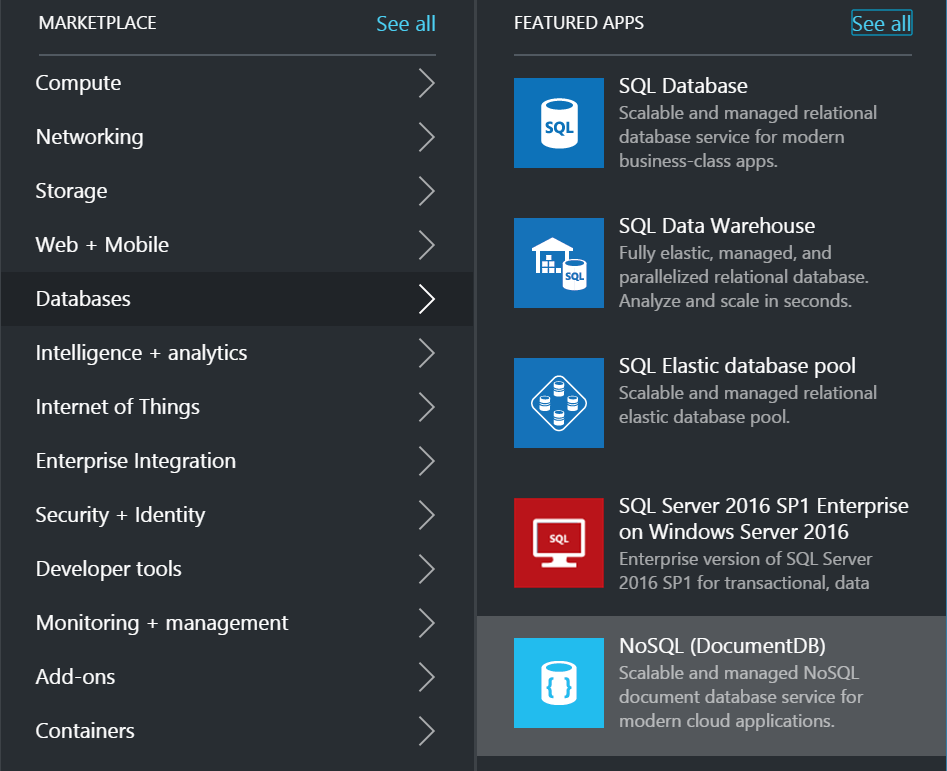 MARKETPLACE
See all
Compute
Networking
Storage
Web + Mobile
Databases
Intelligence + analytics
Internet of Things
Enterprise Integration
Security + Identity
Developer tools
Monitoring + management
Add-ons
Containers
FEATURED APPS
See all
SQL
SQL Database
Scalable and managed relational
database service for modern
business-class apps.
SQL
SQL Data Warehouse
Fully elastic, managed, and
parallelized relational database.
Analyze and scale in seconds.
SQL Elastic database pool
Scalable and managed relational
elastic database pool.
SQL
SQL Server 2016 SP1 Enterprise
on Windows Server 2016
Enterprise version of SQL Server
2016 SP1 for transactional, data
{ }
NoSQL (DocumentDB)
Scalable and managed NoSQL
document database service for
modern cloud applications.